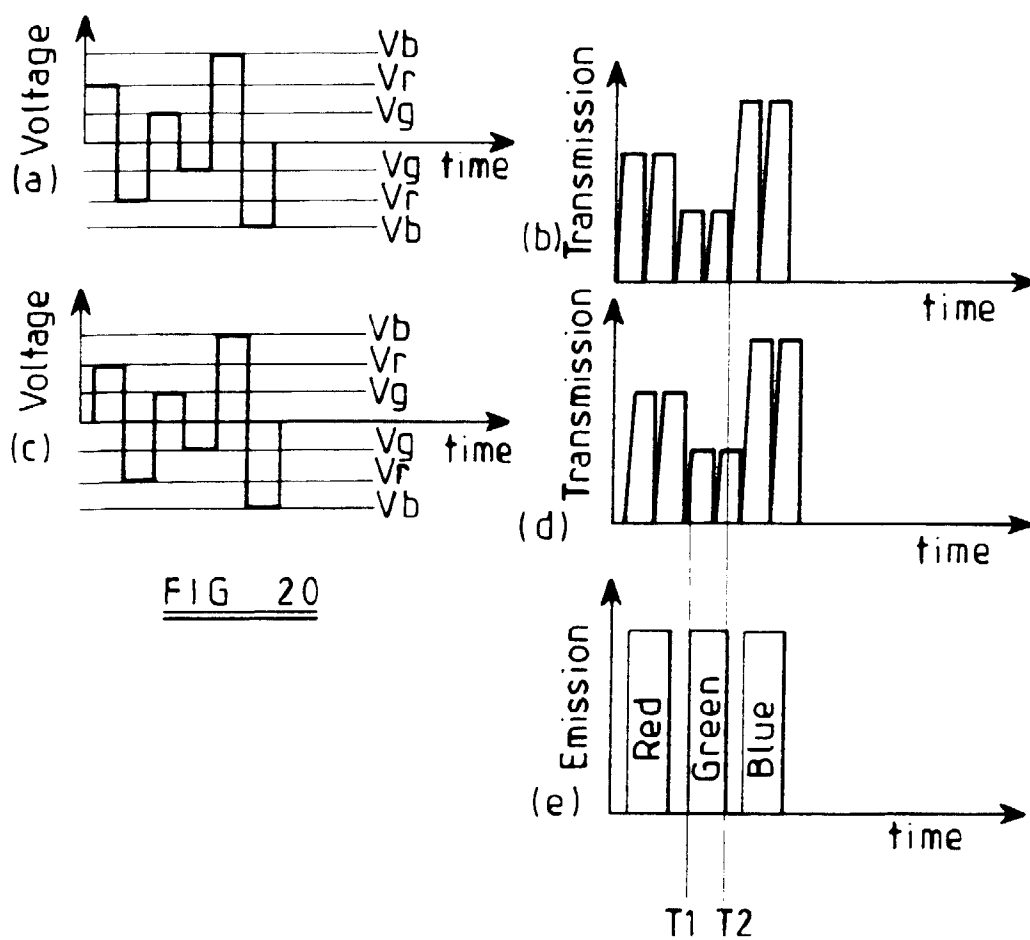 Voltage
Vb
Vr
Vg
time
Vg
Vr
Vb
(a)
Transmission
(b)
time
Voltage
Vb
Vr
Vg
time
Vg
Vr
Vb
(c)
Transmission
(d)
time
FIG 20
Emission
Red
Green
Blue
(e)
time
T1 T2